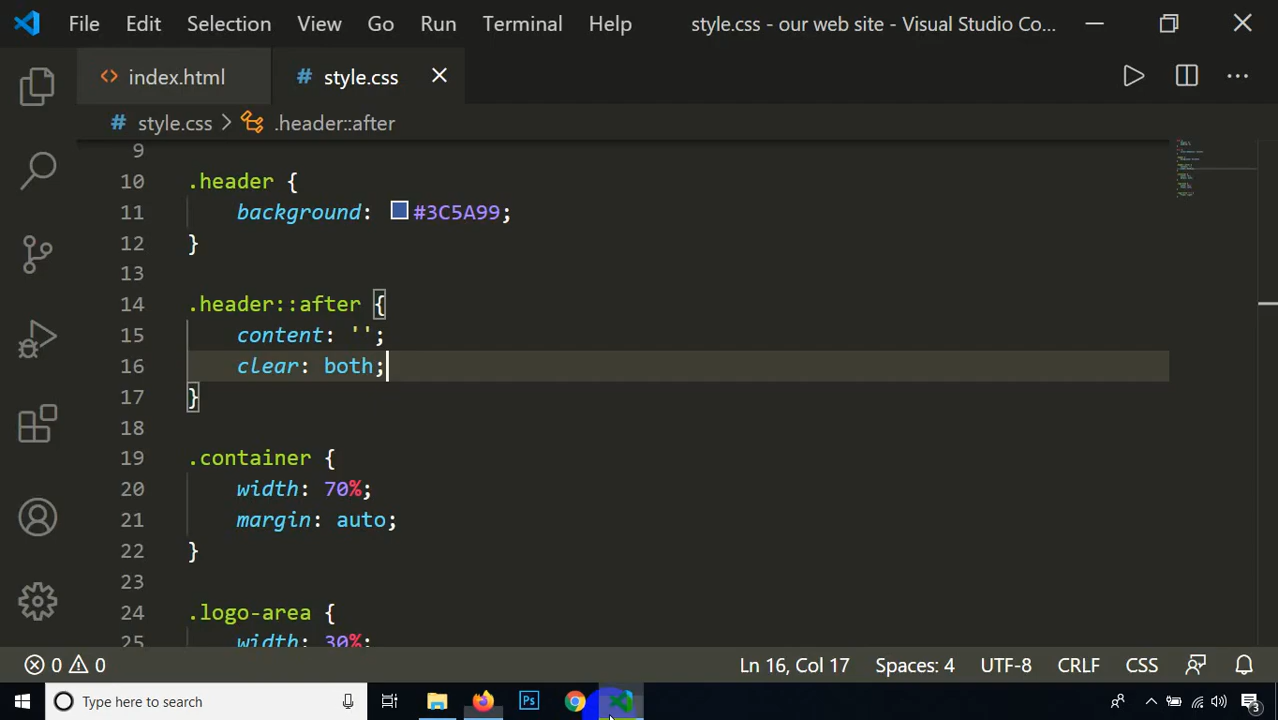 File Edit Selection View Go Run Terminal Help style.css - our web site - Visual Studio Co...
<> index.html # style.css
# style.css > .header::after
9
10 .header {
11 background: #3C5A99;
12 }
13
14 .header::after {
15 content: '';
16 clear: both;
17 }
18
19 .container {
20 width: 70%;
21 margin: auto;
22 }
23
24 .logo-area {
25 width: 30%;
0 0 Ln 16, Col 17 Spaces: 4 UTF-8 CRLF CSS
Type here to search Ps 3